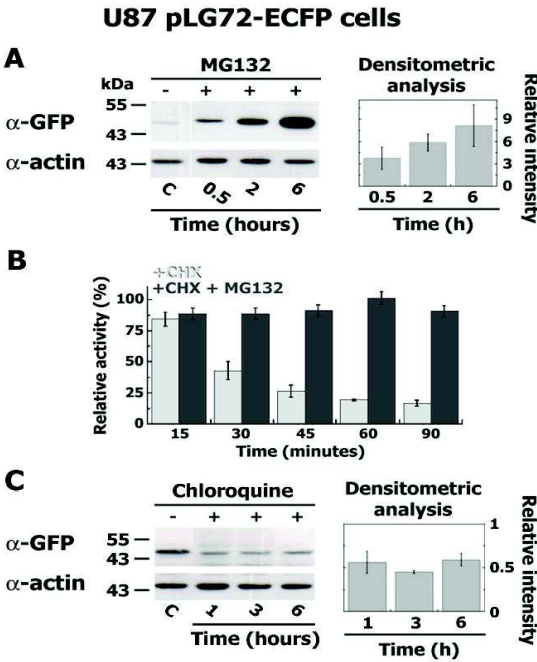 U87 pLG72-ECFP cells
A
MG132
kDa
- + + +
55
α-GFP
43
α-actin 43
C 0.5 2 6
Time (hours)
Densitometric
analysis
Relative intensity
9
6
3
0
0.5 2 6
Time (h)
B
+CHX
+CHX + MG132
Relative activity (%)
100
75
50
25
0
15 30 45 60 90
Time (minutes)
C
Chloroquine
- + + +
55
α-GFP
43
α-actin 43
C 1 3 6
Time (hours)
Densitometric
analysis
Relative intensity
1
0.5
0
1 3 6
Time (h)